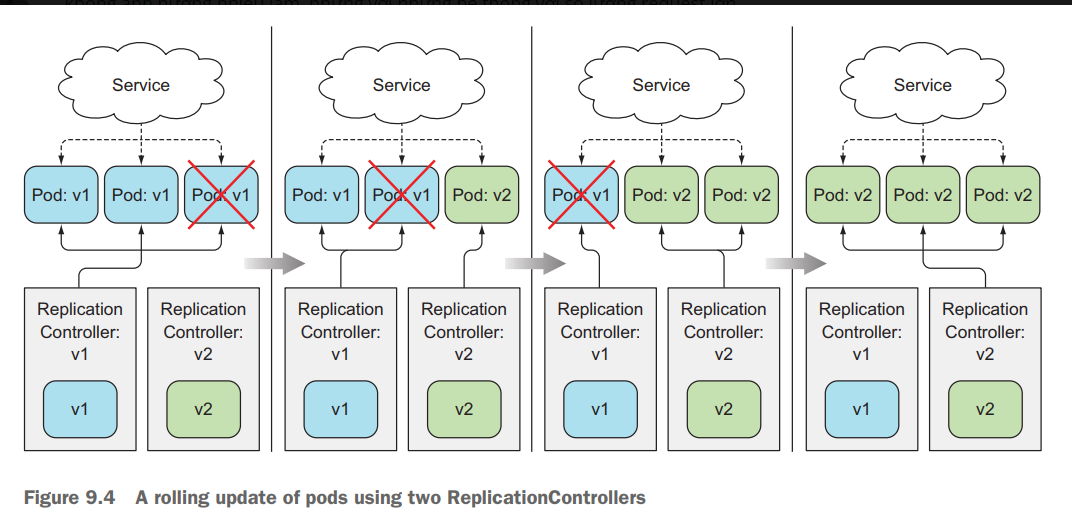 Service
Pod: v1
Pod: v1
Pod: v1
Replication
Controller:
v1
v1
Replication
Controller:
v2
v2
Service
Pod: v1
Pod: v1
Pod: v2
Replication
Controller:
v1
v1
Replication
Controller:
v2
v2
Service
Pod: v1
Pod: v2
Pod: v2
Replication
Controller:
v1
v1
Replication
Controller:
v2
v2
Service
Pod: v2
Pod: v2
Pod: v2
Replication
Controller:
v1
v1
Replication
Controller:
v2
v2
Figure 9.4 A rolling update of pods using two ReplicationControllers